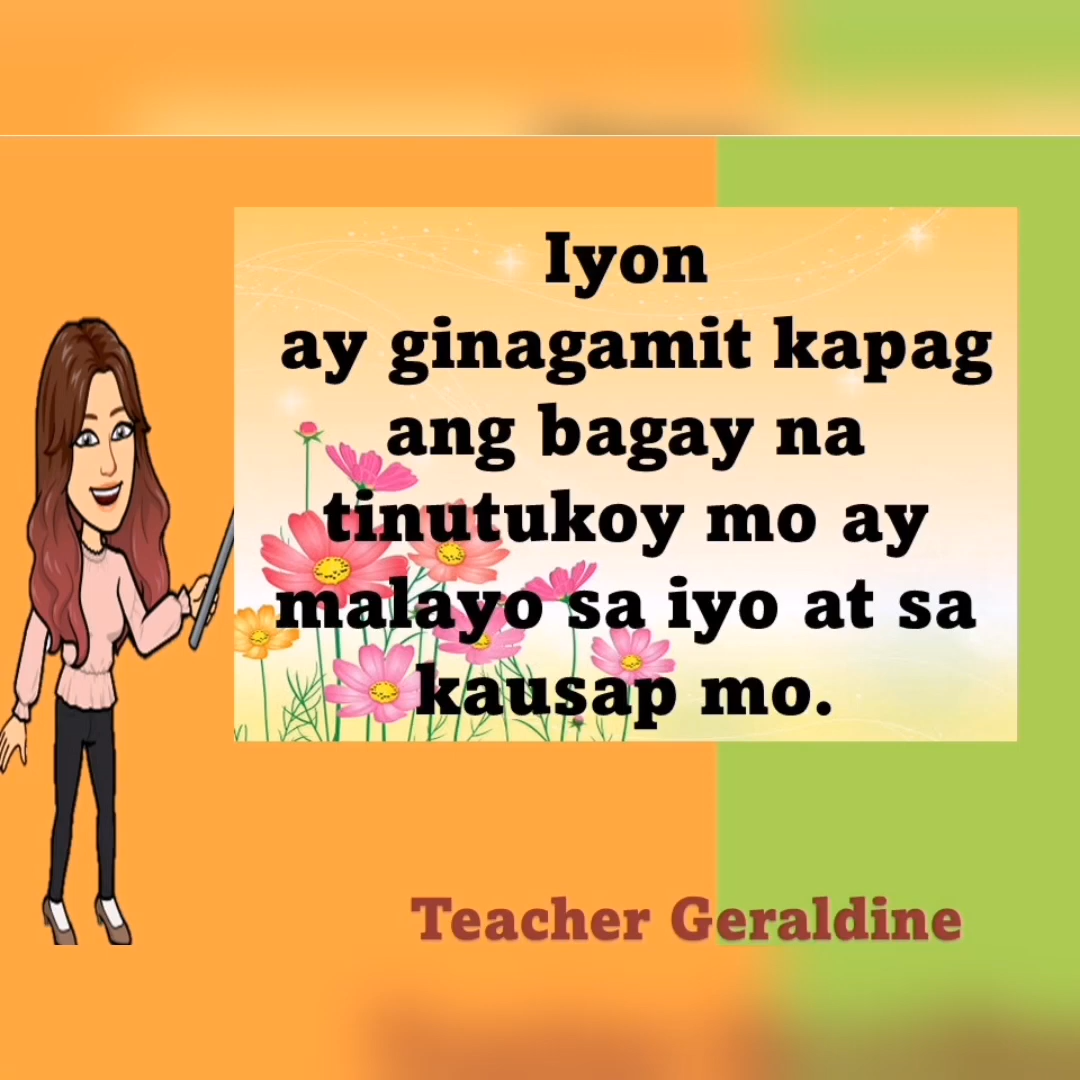 Iyon
ay ginagamit kapag
ang bagay na
tinutukoy mo ay
malayo sa iyo at sa
kausap mo.
Teacher Geraldine